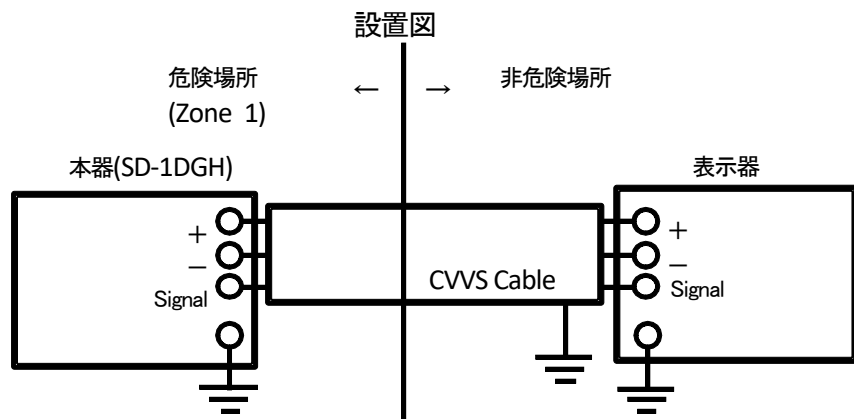 設置図
危険場所
(Zone 1)
← →
非危険場所
本器(SD-1DGH)
表示器
+
−
Signal
CVVS Cable
+
−
Signal